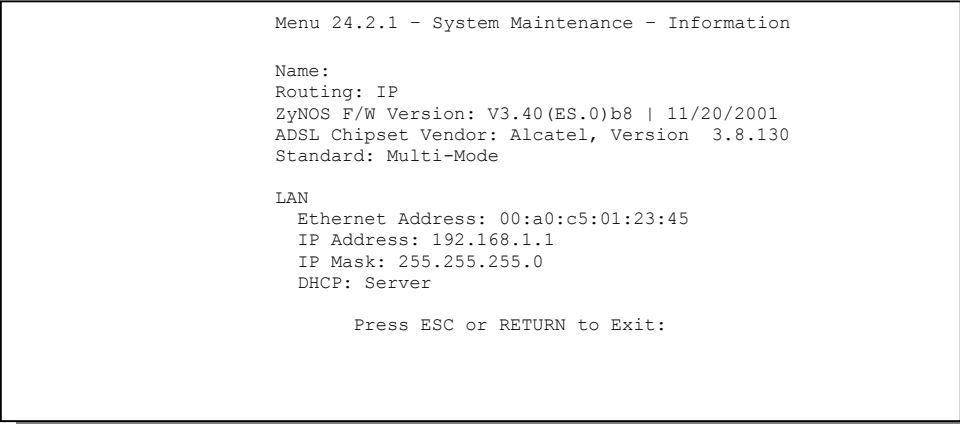 Menu 24.2.1 – System Maintenance – Information
Name:
Routing: IP
ZyNOS F/W Version: V3.40(ES.0)b8 | 11/20/2001
ADSL Chipset Vendor: Alcatel, Version  3.8.130
Standard: Multi-Mode
LAN
Ethernet Address: 00:a0:c5:01:23:45
IP Address: 192.168.1.1
IP Mask: 255.255.255.0
DHCP: Server
Press ESC or RETURN to Exit: